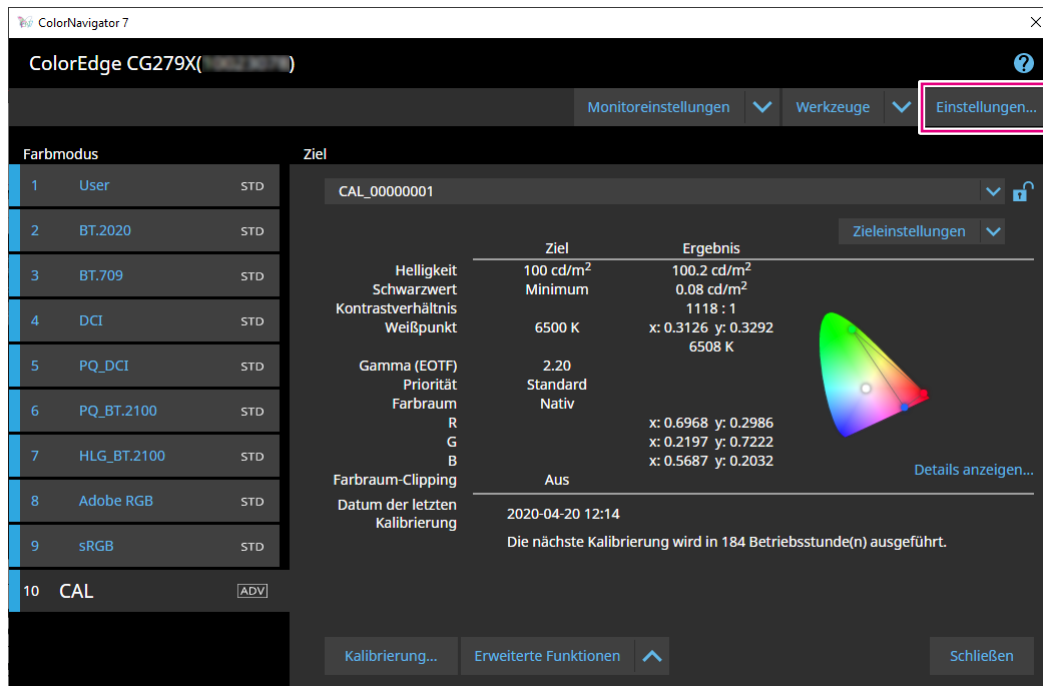 ColorNavigator 7
ColorEdge CG279X( )
Monitoreinstellungen Werkzeuge Einstellungen...
Farbmodus
1 User STD
2 BT.2020 STD
3 BT.709 STD
4 DCI STD
5 PQ_DCI STD
6 PQ_BT.2100 STD
7 HLG_BT.2100 STD
8 Adobe RGB STD
9 sRGB STD
10 CAL ADV
Ziel
CAL_00000001
Zieleinstellungen
Ziel Ergebnis
Helligkeit 100 cd/m² 100.2 cd/m²
Schwarzwert Minimum 0.08 cd/m²
Kontrastverhältnis 1118 : 1
Weißpunkt 6500 K x: 0.3126 y: 0.3292
6508 K
Gamma (EOTF) 2.20
Priorität Standard
Farbraum Nativ
R x: 0.6968 y: 0.2986
G x: 0.2197 y: 0.7222
B x: 0.5687 y: 0.2032
Farbraum-Clipping Aus
Details anzeigen...
Datum der letzten
Kalibrierung
2020-04-20 12:14
Die nächste Kalibrierung wird in 184 Betriebsstunde(n) ausgeführt.
Kalibrierung... Erweiterte Funktionen Schließen